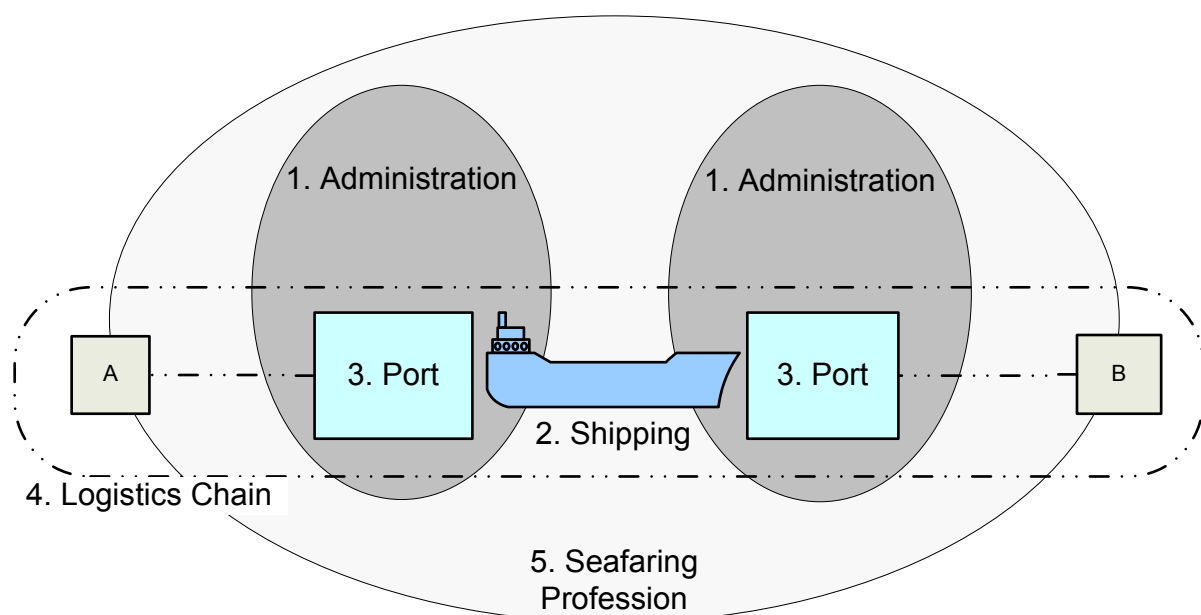 1. Administration
1. Administration
A
3. Port
3. Port
B
2. Shipping
4. Logistics Chain
5. Seafaring
Profession